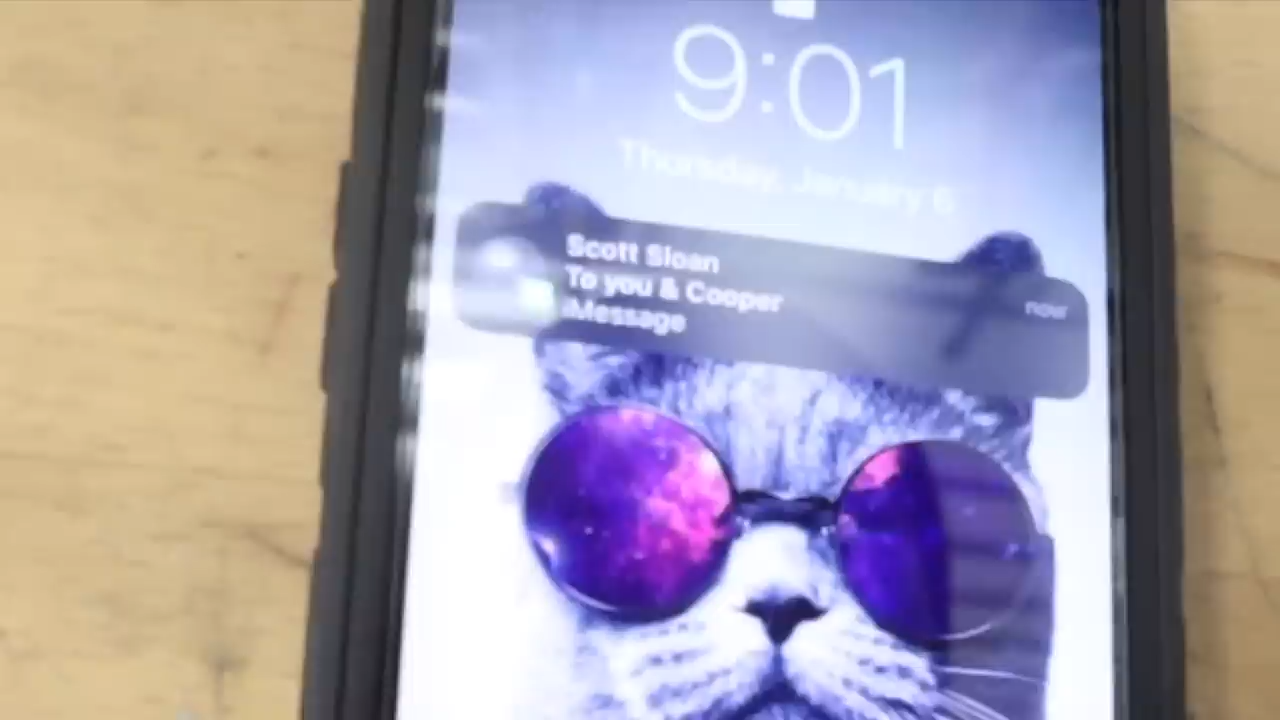 9:01
Thursday, January 6
Scott Sloan
To you & Cooper
iMessage
now